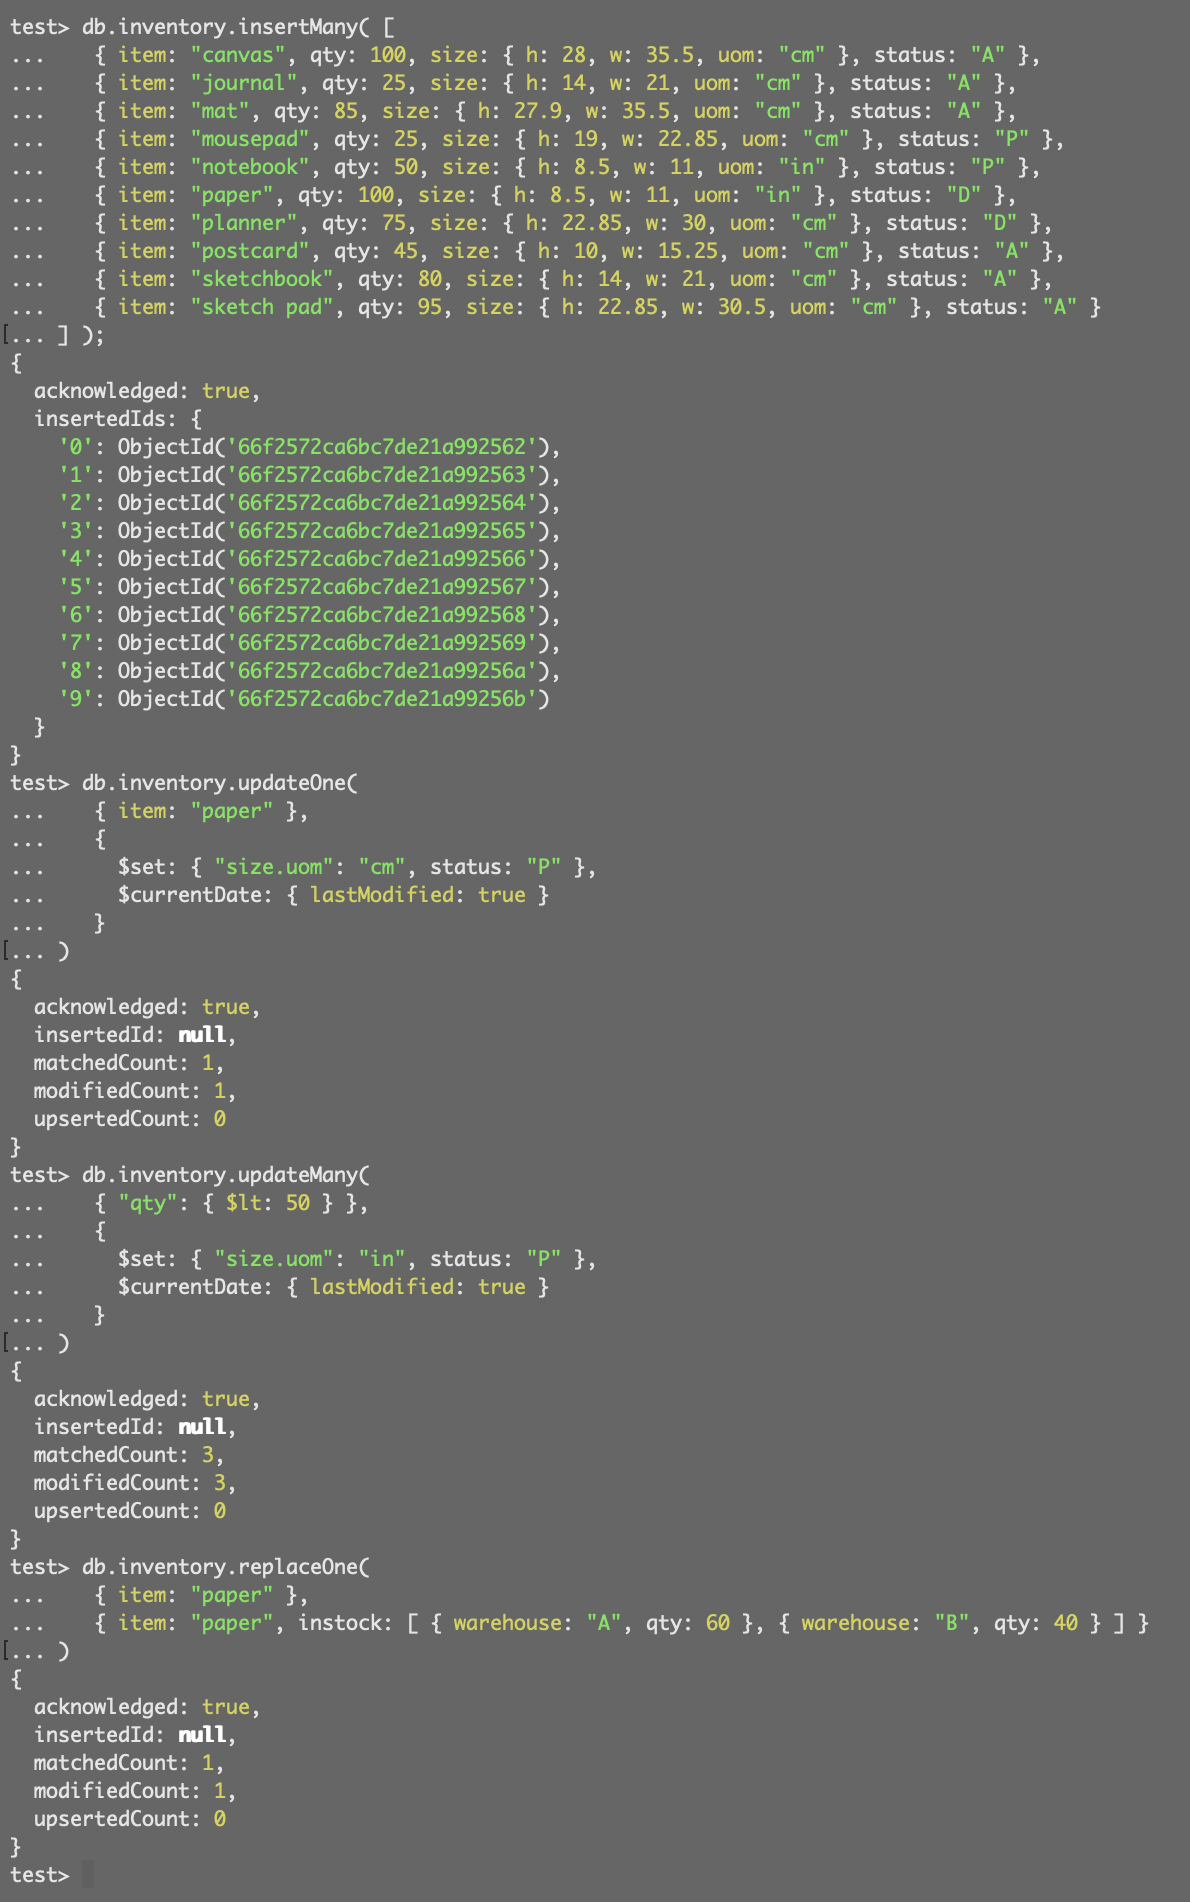 test> db.inventory.insertMany( [
...    { item: "canvas", qty: 100, size: { h: 28, w: 35.5, uom: "cm" }, status: "A" },
...    { item: "journal", qty: 25, size: { h: 14, w: 21, uom: "cm" }, status: "A" },
...    { item: "mat", qty: 85, size: { h: 27.9, w: 35.5, uom: "cm" }, status: "A" },
...    { item: "mousepad", qty: 25, size: { h: 19, w: 22.85, uom: "cm" }, status: "P" },
...    { item: "notebook", qty: 50, size: { h: 8.5, w: 11, uom: "in" }, status: "P" },
...    { item: "paper", qty: 100, size: { h: 8.5, w: 11, uom: "in" }, status: "D" },
...    { item: "planner", qty: 75, size: { h: 22.85, w: 30, uom: "cm" }, status: "D" },
...    { item: "postcard", qty: 45, size: { h: 10, w: 15.25, uom: "cm" }, status: "A" },
...    { item: "sketchbook", qty: 80, size: { h: 14, w: 21, uom: "cm" }, status: "A" },
...    { item: "sketch pad", qty: 95, size: { h: 22.85, w: 30.5, uom: "cm" }, status: "A" }
[... ] );
{
  acknowledged: true,
  insertedIds: {
    '0': ObjectId('66f2572ca6bc7de21a992562'),
    '1': ObjectId('66f2572ca6bc7de21a992563'),
    '2': ObjectId('66f2572ca6bc7de21a992564'),
    '3': ObjectId('66f2572ca6bc7de21a992565'),
    '4': ObjectId('66f2572ca6bc7de21a992566'),
    '5': ObjectId('66f2572ca6bc7de21a992567'),
    '6': ObjectId('66f2572ca6bc7de21a992568'),
    '7': ObjectId('66f2572ca6bc7de21a992569'),
    '8': ObjectId('66f2572ca6bc7de21a99256a'),
    '9': ObjectId('66f2572ca6bc7de21a99256b')
  }
}
test> db.inventory.updateOne(
...    { item: "paper" },
...    {
...      $set: { "size.uom": "cm", status: "P" },
...      $currentDate: { lastModified: true }
...    }
[... )
{
  acknowledged: true,
  insertedId: null,
  matchedCount: 1,
  modifiedCount: 1,
  upsertedCount: 0
}
test> db.inventory.updateMany(
...    { "qty": { $lt: 50 } },
...    {
...      $set: { "size.uom": "in", status: "P" },
...      $currentDate: { lastModified: true }
...    }
[... )
{
  acknowledged: true,
  insertedId: null,
  matchedCount: 3,
  modifiedCount: 3,
  upsertedCount: 0
}
test> db.inventory.replaceOne(
...    { item: "paper" },
...    { item: "paper", instock: [ { warehouse: "A", qty: 60 }, { warehouse: "B", qty: 40 } ] }
[... )
{
  acknowledged: true,
  insertedId: null,
  matchedCount: 1,
  modifiedCount: 1,
  upsertedCount: 0
}
test>